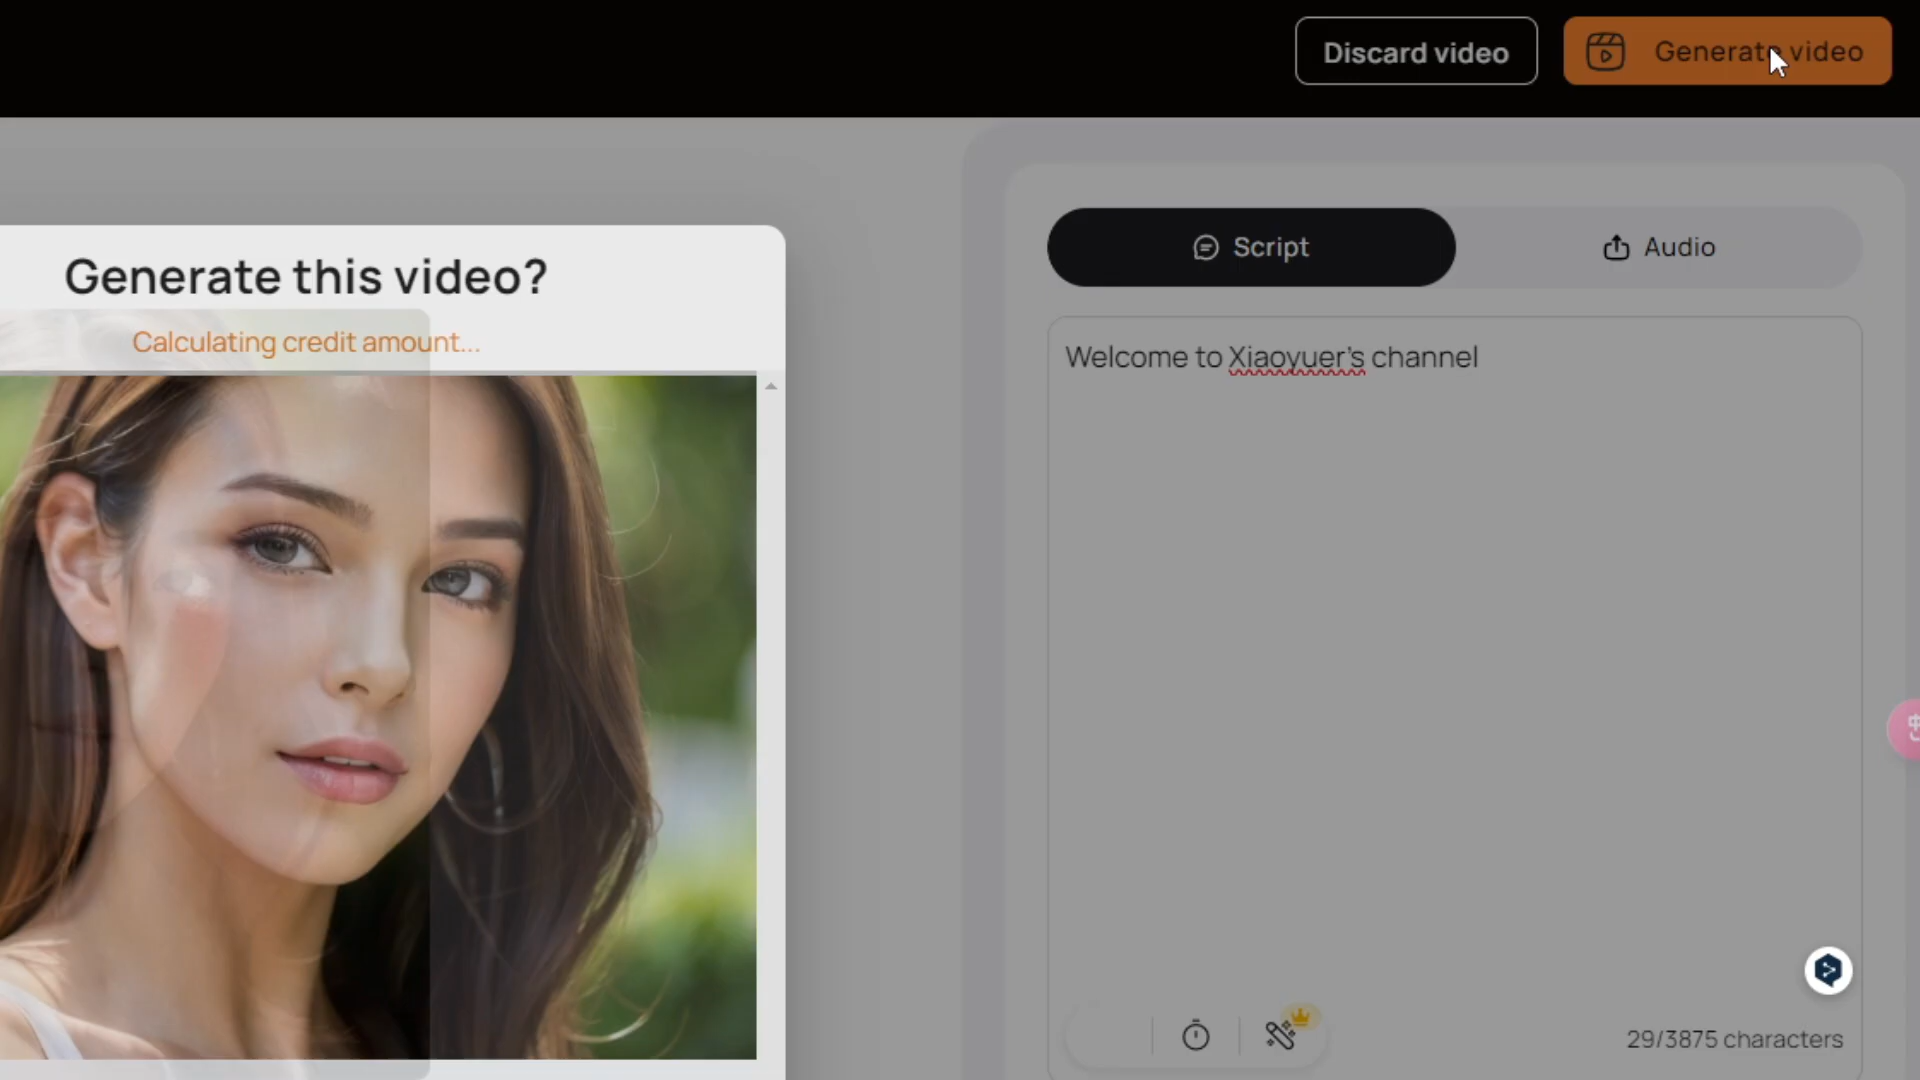 Discard video
Generate video
Generate this video?
Calculating credit amount...
Script
Audio
Welcome to Xiaoyuer's channel
29/3875 characters